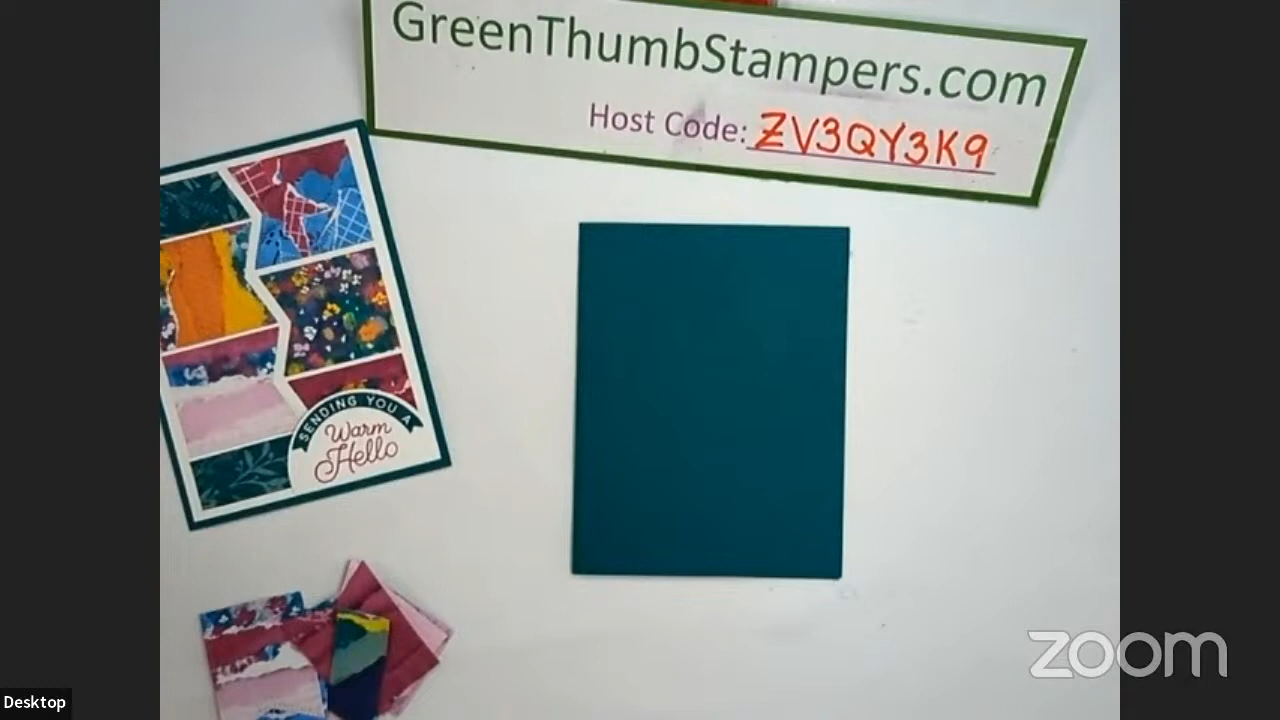 GreenThumbStampers.com
Host Code: ZV3QY3K9
SENDING YOU A
Warm
Hello
zoom
Desktop